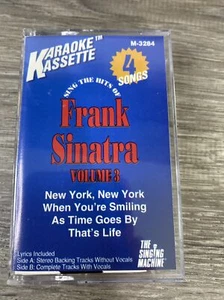 KARAOKE™
KASSETTE
M-3284
4
SONGS
SING THE HITS OF
Frank
Sinatra
VOLUME 3
New York, New York
When You're Smiling
As Time Goes By
That's Life
Lyrics Included
Side A: Stereo Backing Tracks Without Vocals
Side B: Complete Tracks With Vocals
THE
SINGING
MACHINE